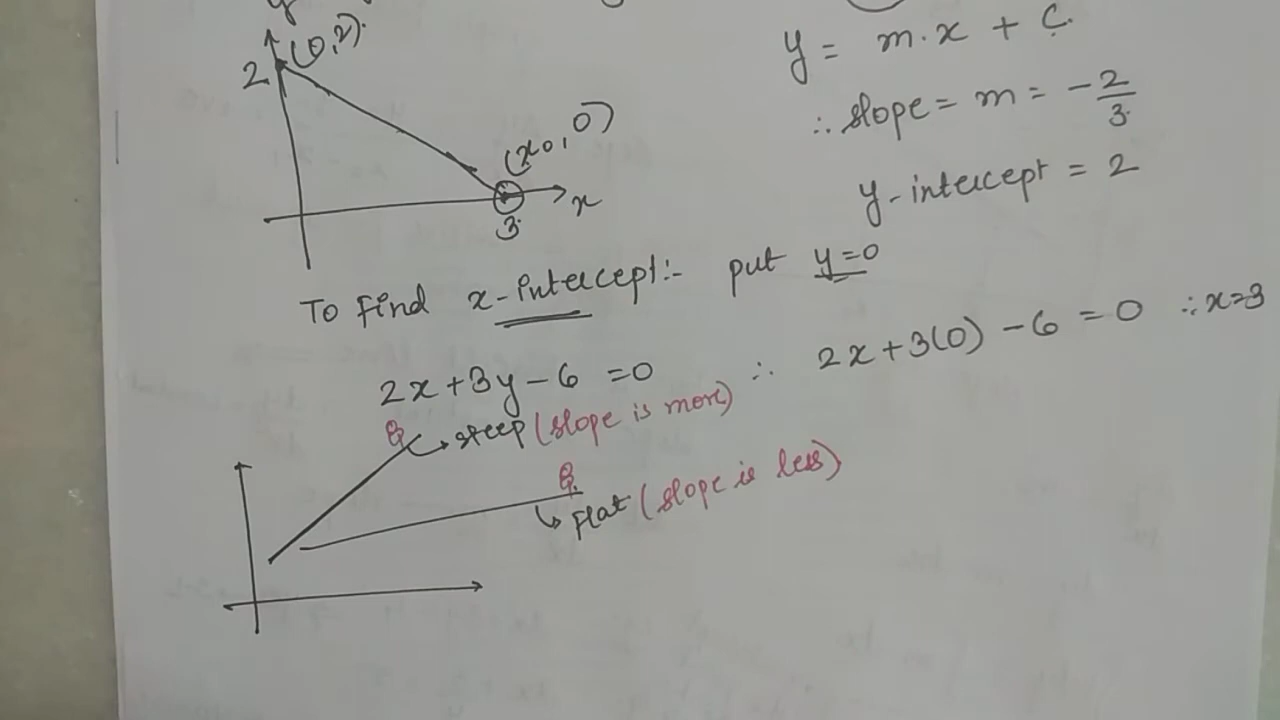 (0,2)
2
(x0,0)
x
3
y = m.x + c
∴ slope = m = -2/3
y-intercept = 2
To Find x-intercept:- put y=0
2x+3y-6 =0 ∴ 2x+3(0) -6 =0 ∴x=3
steep (slope is more)
Flat (slope is less)